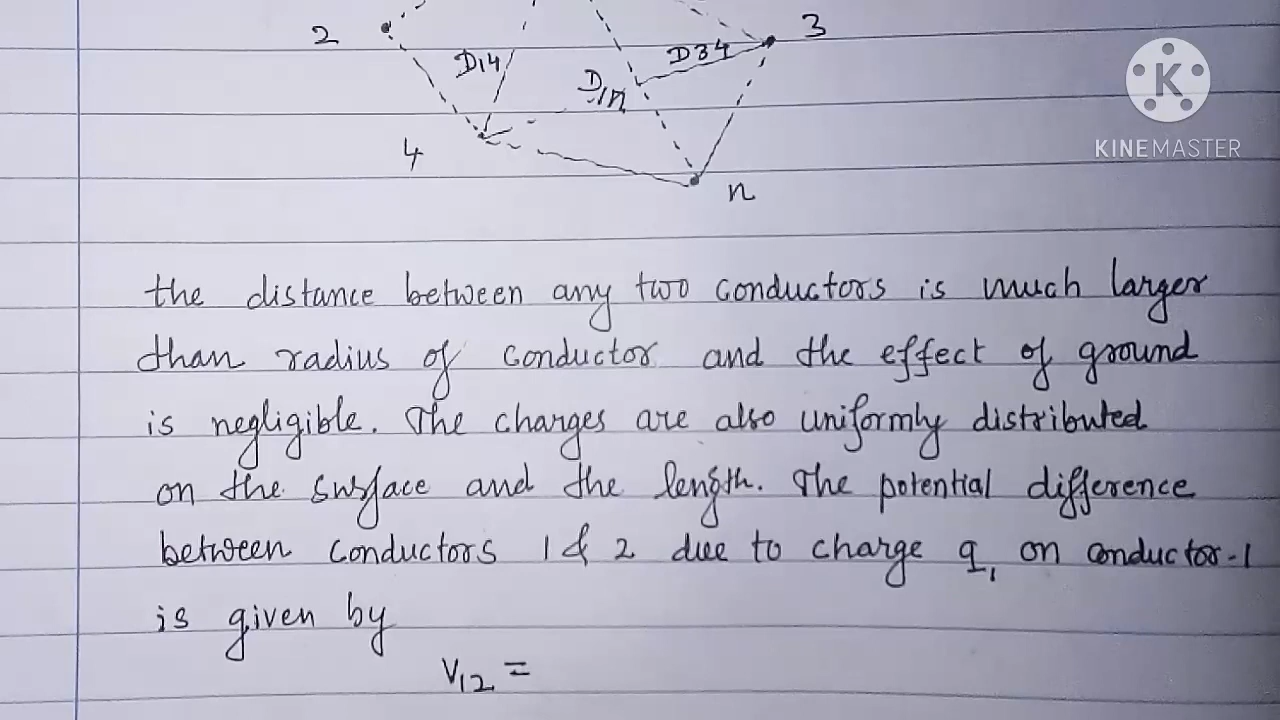 2
3
D14
D34
D1n
4
n
K
KINEMASTER
the distance between any two conductors is much larger
than radius of conductor and the effect of ground
is negligible. The charges are also uniformly distributed
on the surface and the length. The potential difference
between conductors 1 & 2 due to charge q1 on conductor-1
is given by
V12 =